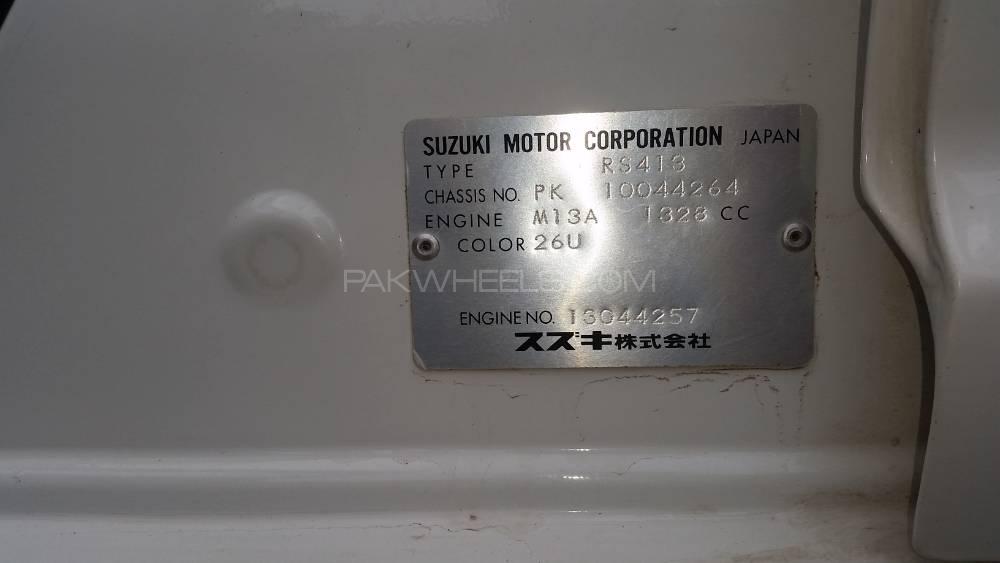 SUZUKI MOTOR CORPORATION JAPAN
TYPE RS413
CHASSIS NO. PK 10044264
ENGINE M13A 1328 CC
COLOR 26U
PAKWHEELS.COM
ENGINE NO. 13044257
スズキ株式会社